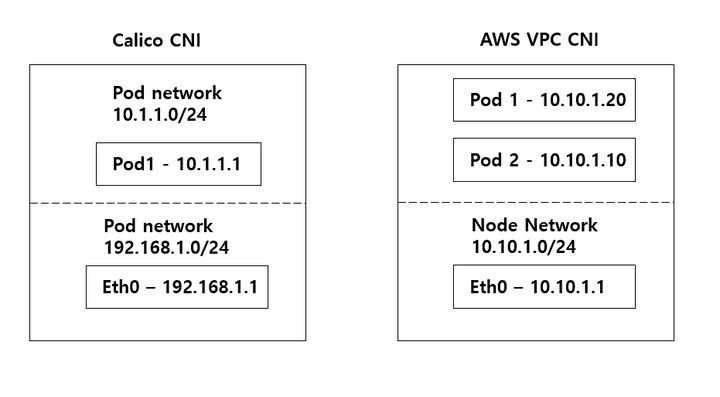 Calico CNI
Pod network
10.1.1.0/24
Pod1 - 10.1.1.1
Pod network
192.168.1.0/24
Eth0 – 192.168.1.1
AWS VPC CNI
Pod 1 - 10.10.1.20
Pod 2 - 10.10.1.10
Node Network
10.10.1.0/24
Eth0 – 10.10.1.1